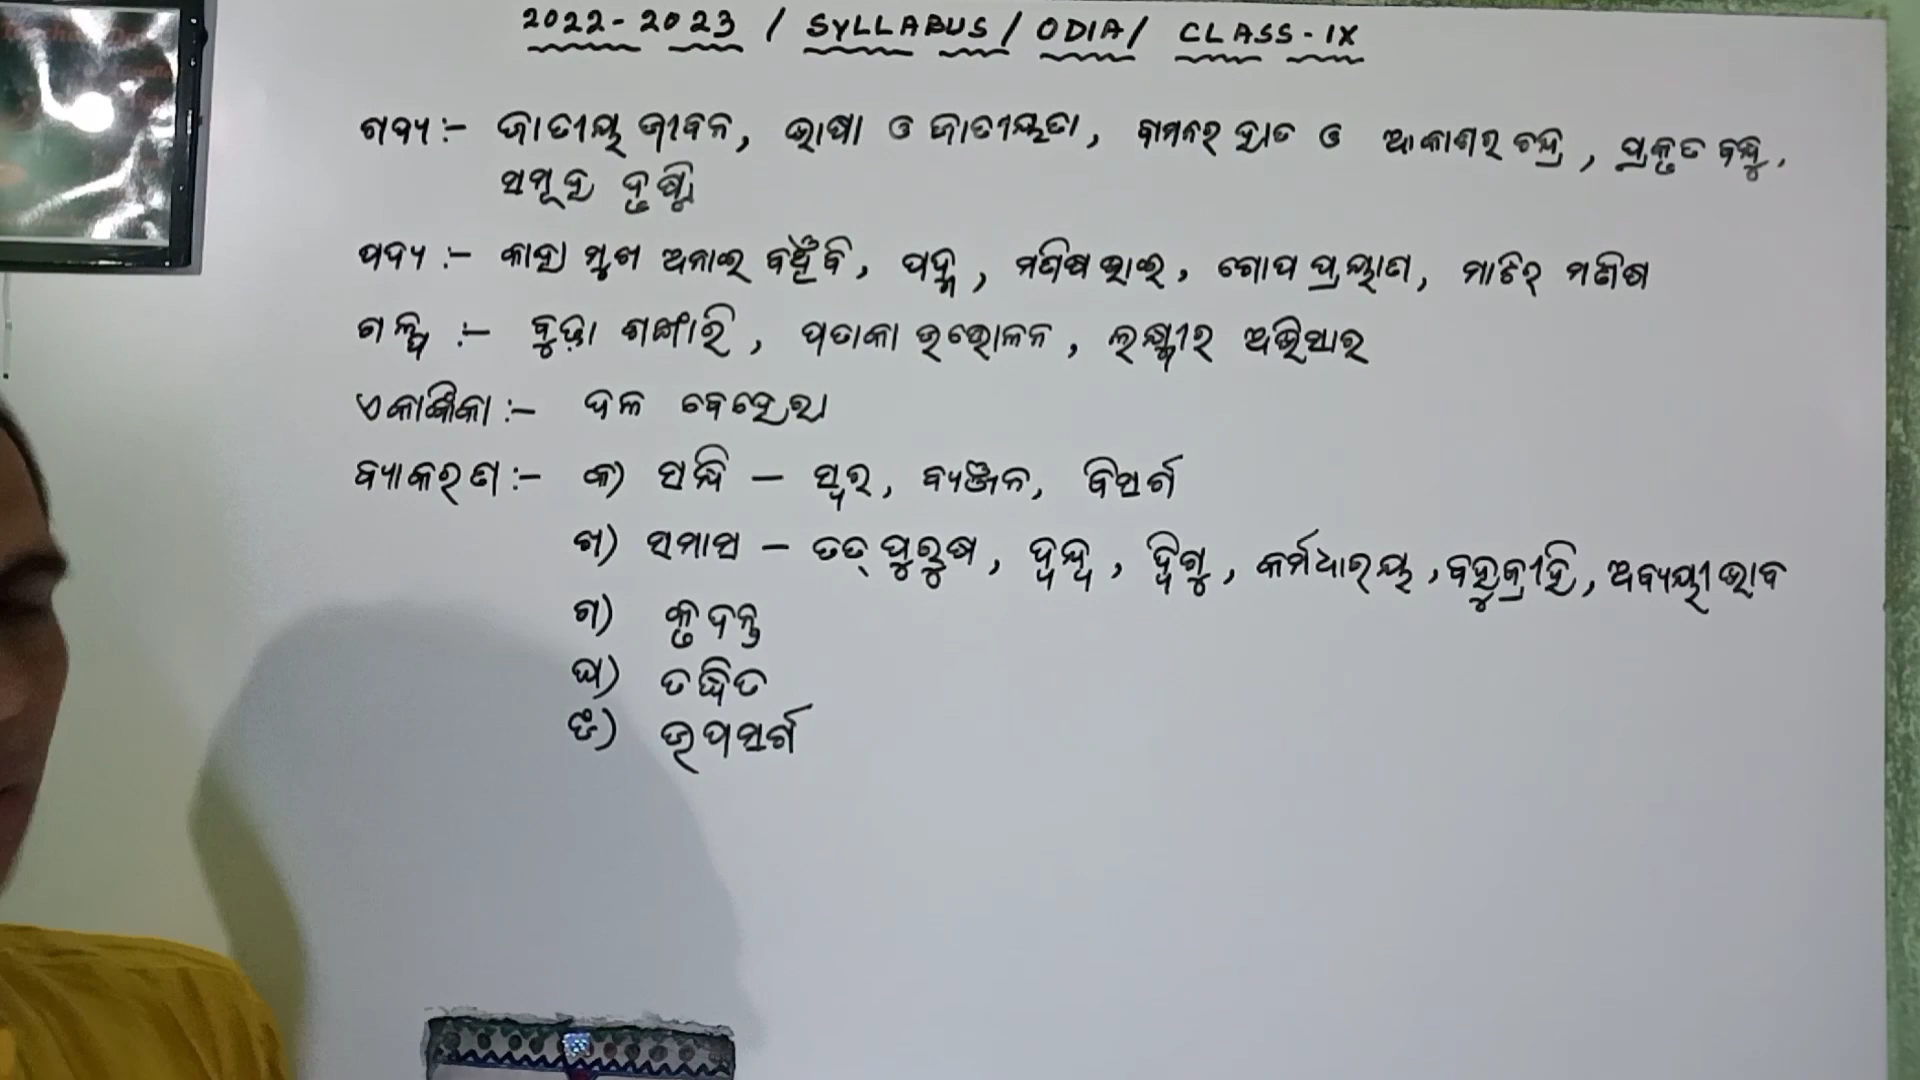 2022-2023 / SYLLABUS / ODIA / CLASS-IX
ଗଦ୍ୟ :- ଜାତୀୟ ଜୀବନ, ଭାଷା ଓ ଜାତୀୟତା, ବାମନର ହାତ ଓ ଆକାଶର ଚନ୍ଦ୍ର, ପ୍ରକୃତ ବନ୍ଧୁ,
ସମୂହ ଦୃଷ୍ଟି
ପଦ୍ୟ :- କାହା ମୁଖ ଅନାଇ ବଞ୍ଚିବି, ପଦ୍ମ, ମଣିଷ ଭାଇ, ଗୋପ ପ୍ରୟାଣ, ମାଟିର ମଣିଷ
ଗଳ୍ପ :- ବୁଢ଼ା ଶଙ୍ଖାରି, ପତାକା ଉତ୍ତୋଳନ, ଲକ୍ଷ୍ମୀର ଅଭିସାର
ଏକାଙ୍କିକା :- ଦଳ ବେହେରା
ବ୍ୟାକରଣ :- କ) ସନ୍ଧି - ସ୍ୱର, ବ୍ୟଞ୍ଜନ, ବିସର୍ଗ
ଖ) ସମାସ - ତତ୍ପୁରୁଷ, ଦ୍ୱନ୍ଦ୍ୱ, ଦ୍ୱିଗୁ, କର୍ମଧାରୟ, ବହୁବ୍ରୀହି, ଅବ୍ୟୟୀଭାବ
ଗ) କୃଦନ୍ତ
ଘ) ତଦ୍ଧିତ
ଙ) ଉପସର୍ଗ